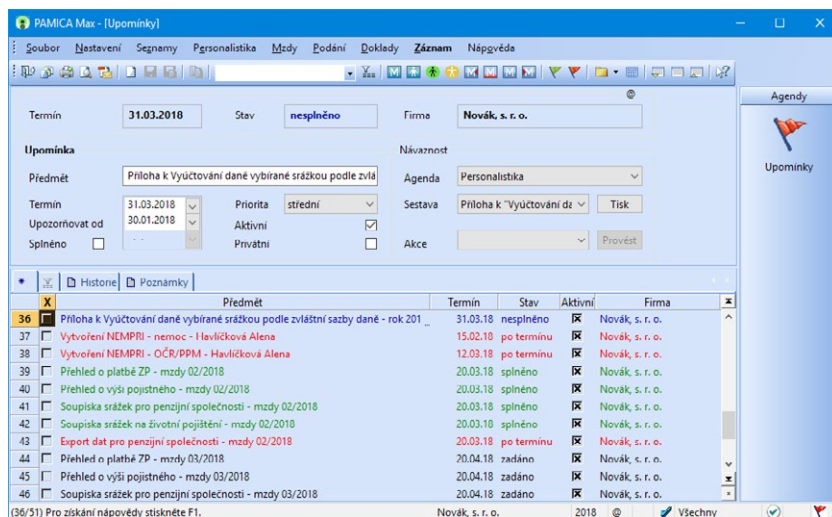 PAMICA Max - [Upomínky]
Soubor Nastavení Seznamy Personalistika Mzdy Podání Doklady Záznam Nápověda
@ Agendy
Termín 31.03.2018 Stav nesplněno Firma Novák, s. r. o.
Upomínky
Upomínka Návaznost
Předmět Příloha k Vyúčtování daně vybírané srážkou podle zvlá Agenda Personalistika
Termín 31.03.2018 Priorita střední Sestava Příloha k "Vyúčtování da Tisk
Upozorňovat od 30.01.2018 Aktivní
Splněno Privátní Akce Provést
* Historie Poznámky
X Předmět Termín Stav Aktivní Firma
36 Příloha k Vyúčtování daně vybírané srážkou podle zvláštní sazby daně - rok 201 ... 31.03.18 nesplněno Novák, s. r. o.
37 Vytvoření NEMPRI - nemoc - Havlíčková Alena 15.02.18 po termínu Novák, s. r. o.
38 Vytvoření NEMPRI - OČR/PPM - Havlíčková Alena 12.03.18 po termínu Novák, s. r. o.
39 Přehled o platbě ZP - mzdy 02/2018 20.03.18 splněno Novák, s. r. o.
40 Přehled o výši pojistného - mzdy 02/2018 20.03.18 splněno Novák, s. r. o.
41 Soupiska srážek pro penzijní společnosti - mzdy 02/2018 20.03.18 splněno Novák, s. r. o.
42 Soupiska srážek na životní pojištění - mzdy 02/2018 20.03.18 splněno Novák, s. r. o.
43 Export dat pro penzijní společnosti - mzdy 02/2018 20.03.18 po termínu Novák, s. r. o.
44 Přehled o platbě ZP - mzdy 03/2018 20.04.18 zadáno Novák, s. r. o.
45 Přehled o výši pojistného - mzdy 03/2018 20.04.18 zadáno Novák, s. r. o.
46 Soupiska srážek pro penzijní společnosti - mzdy 03/2018 20.04.18 zadáno Novák, s. r. o.
(36/51) Pro získání nápovědy stiskněte F1. Novák, s. r. o. 2018 @ Všechny